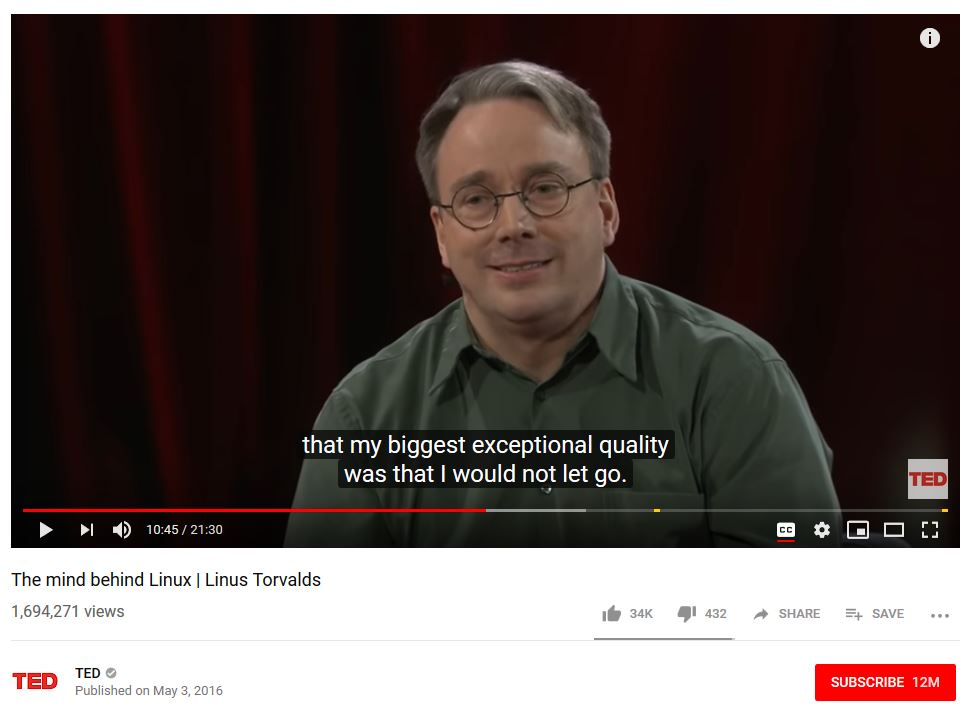 that my biggest exceptional quality
was that I would not let go.
TED
10:45 / 21:30
CC
The mind behind Linux | Linus Torvalds
1,694,271 views
34K
432
SHARE
SAVE
TED
TED
Published on May 3, 2016
SUBSCRIBE 12M